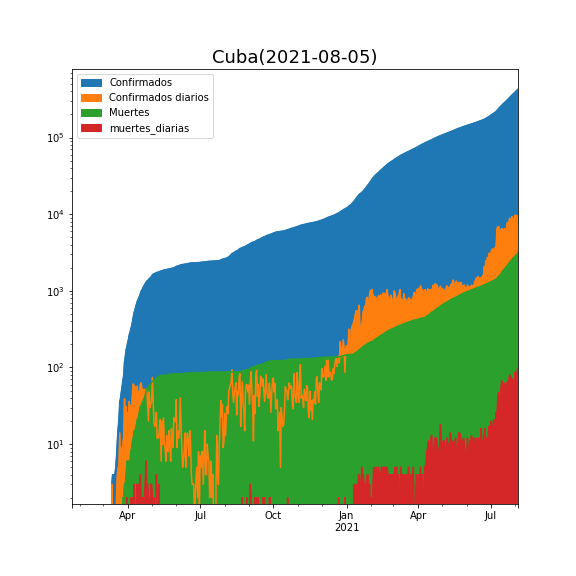 Cuba(2021-08-05)
Confirmados
Confirmados diarios
Muertes
muertes_diarias
10⁵
10⁴
10³
10²
10¹
Apr Jul Oct Jan Apr Jul
2021